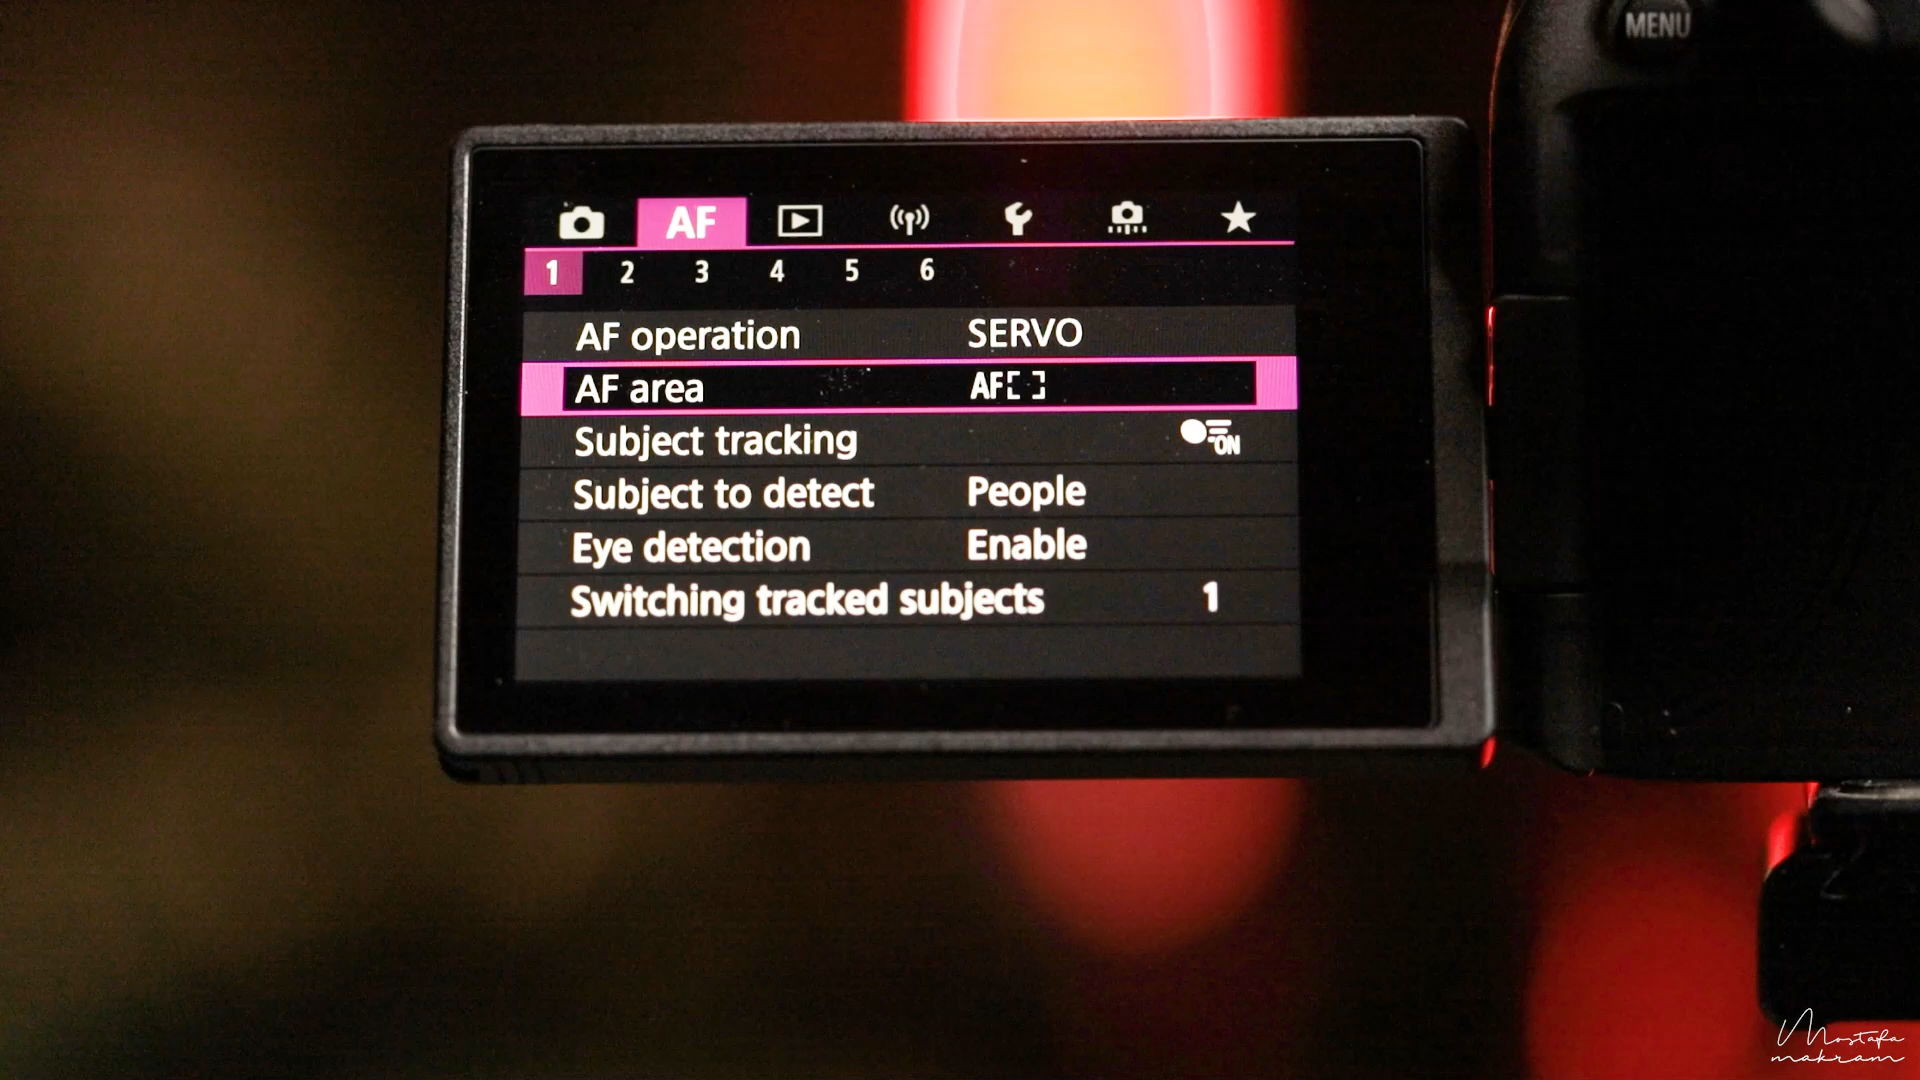 MENU
AF
1 2 3 4 5 6
AF operation SERVO
AF area AF[ ]
Subject tracking ON
Subject to detect People
Eye detection Enable
Switching tracked subjects 1
Mostafa
makram